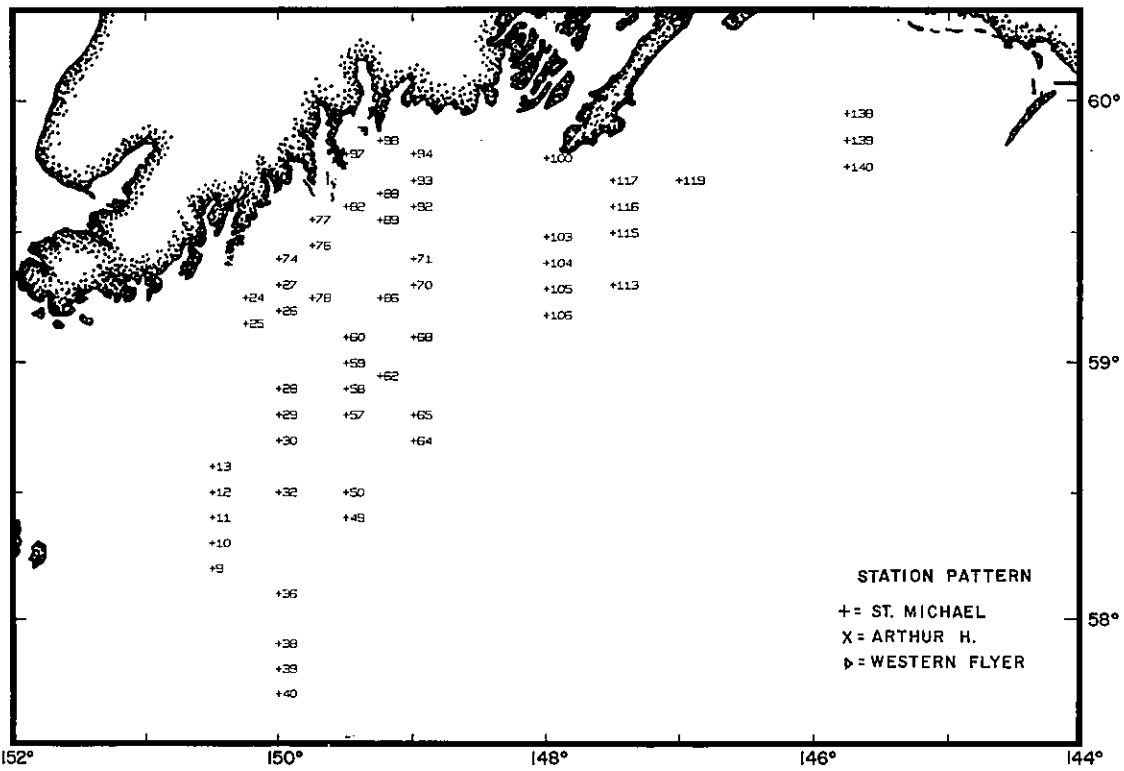 60°
+138
+98
+139
+97 +94 +100
+140
+93 +117 +119
+88
+82 +92 +116
+77 +89
+115
+103
+75
+74 +71 +104
+27 +70 +105 +113
+24 +78 +86
+26 +106
+25
+60 +68
59°
+59
+62
+28 +58
+29 +57 +65
+30 +64
+13
+12 +32 +50
+11 +49
+10
+9
STATION PATTERN
+36
+= ST. MICHAEL
58°
X = ARTHUR H.
+38
= WESTERN FLYER
+39
+40
152° 150° 148° 146° 144°